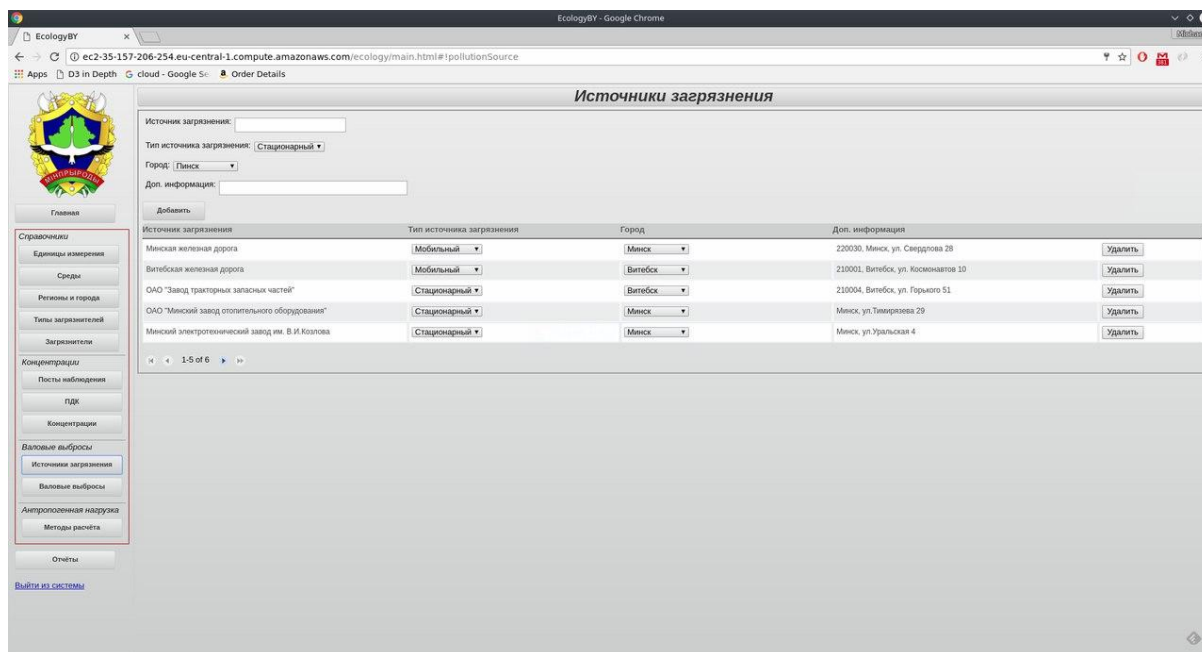 EcologyBY - Google Chrome
EcologyBY
ec2-35-157-206-254.eu-central-1.compute.amazonaws.com/ecology/main.html#!pollutionSource
Apps D3 in Depth cloud - Google Se Order Details
МІНПРЫРОДЫ
Главная
Справочники
Единицы измерения
Среды
Регионы и города
Типы загрязнителей
Загрязнители
Концентрации
Посты наблюдения
ПДК
Концентрации
Валовые выбросы
Источники загрязнения
Валовые выбросы
Антропогенная нагрузка
Методы расчёта
Отчёты
Выйти из системы
Источники загрязнения
Источник загрязнения:
Тип источника загрязнения: Стационарный
Город: Пинск
Доп. информация:
Добавить
Источник загрязнения Тип источника загрязнения Город Доп. информация
Минская железная дорога Мобильный Минск 220030, Минск, ул. Свердлова 28 Удалить
Витебская железная дорога Мобильный Витебск 210001, Витебск, ул. Космонавтов 10 Удалить
ОАО "Завод тракторных запасных частей" Стационарный Витебск 210004, Витебск, ул. Горького 51 Удалить
ОАО "Минский завод отопительного оборудования" Стационарный Минск Минск, ул.Тимирязева 29 Удалить
Минский электротехнический завод им. В.И.Козлова Стационарный Минск Минск, ул.Уральская 4 Удалить
1-5 of 6